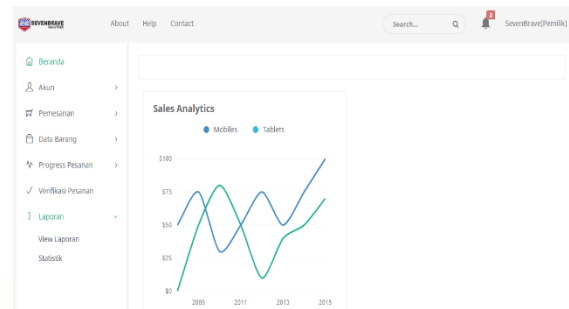 SEVENBRAVE
About Help Contact
Search...
3
SevenBrave(Pemilik)
Beranda
Akun
Pemesanan
Data Barang
Progress Pesanan
Verifikasi Pesanan
Laporan
View Laporan
Statistik
Sales Analytics
Mobiles Tablets
$100
$75
$50
$25
$0
2009 2011 2013 2015